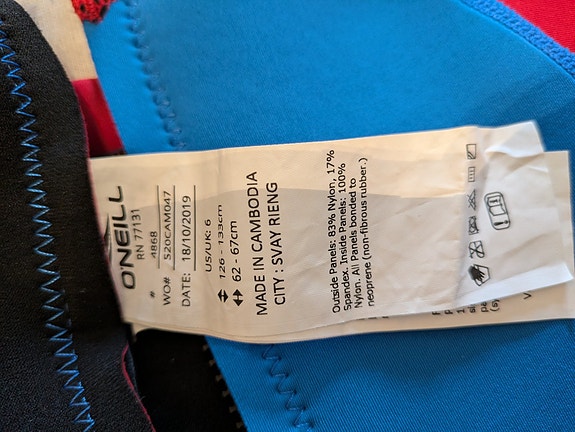 O'NEILL
RN 77131
# 4868
WO# S20CAM047
DATE: 18/10/2019
US/UK: 6
126 - 133cm
62 - 67cm
MADE IN CAMBODIA
CITY : SVAY RIENG
Outside Panels: 83% Nylon, 17%
Spandex. Inside Panels: 100%
Nylon. All Panels bonded to
neoprene (non-fibrous rubber.)